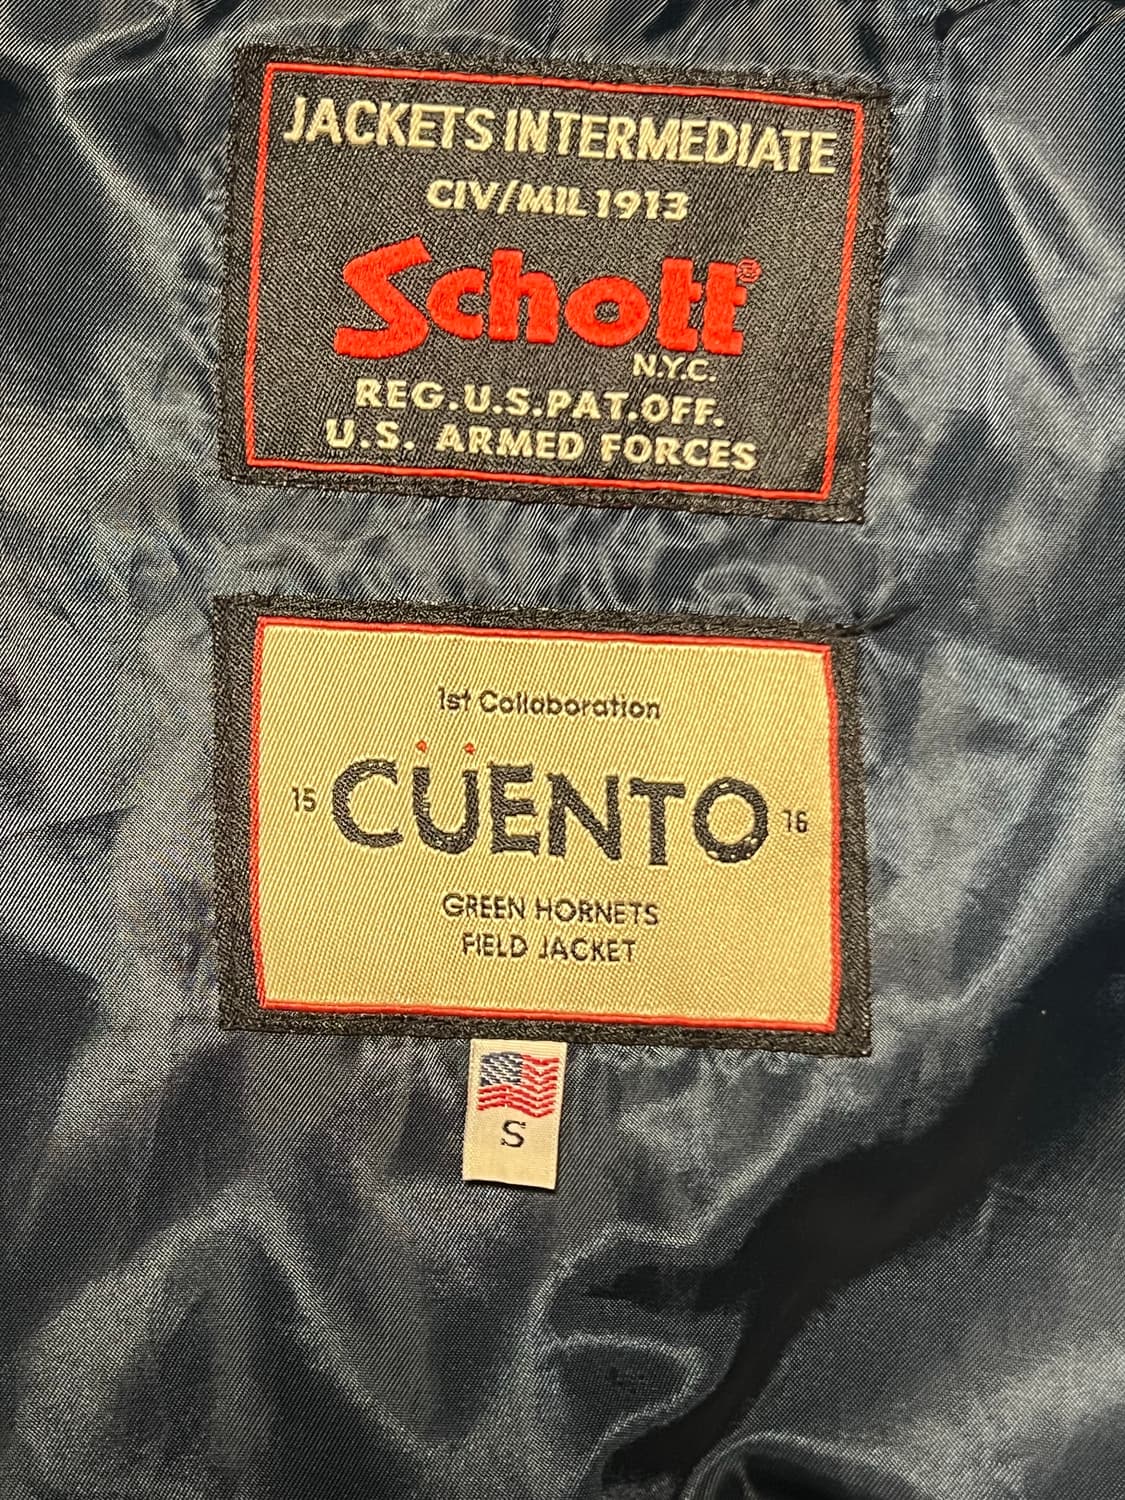 JACKETS INTERMEDIATE
CIV/MIL 1913
Schott®
N.Y.C.
REG.U.S.PAT.OFF.
U.S. ARMED FORCES
1st Collaboration
15 CÜENTO 16
GREEN HORNETS
FIELD JACKET
S